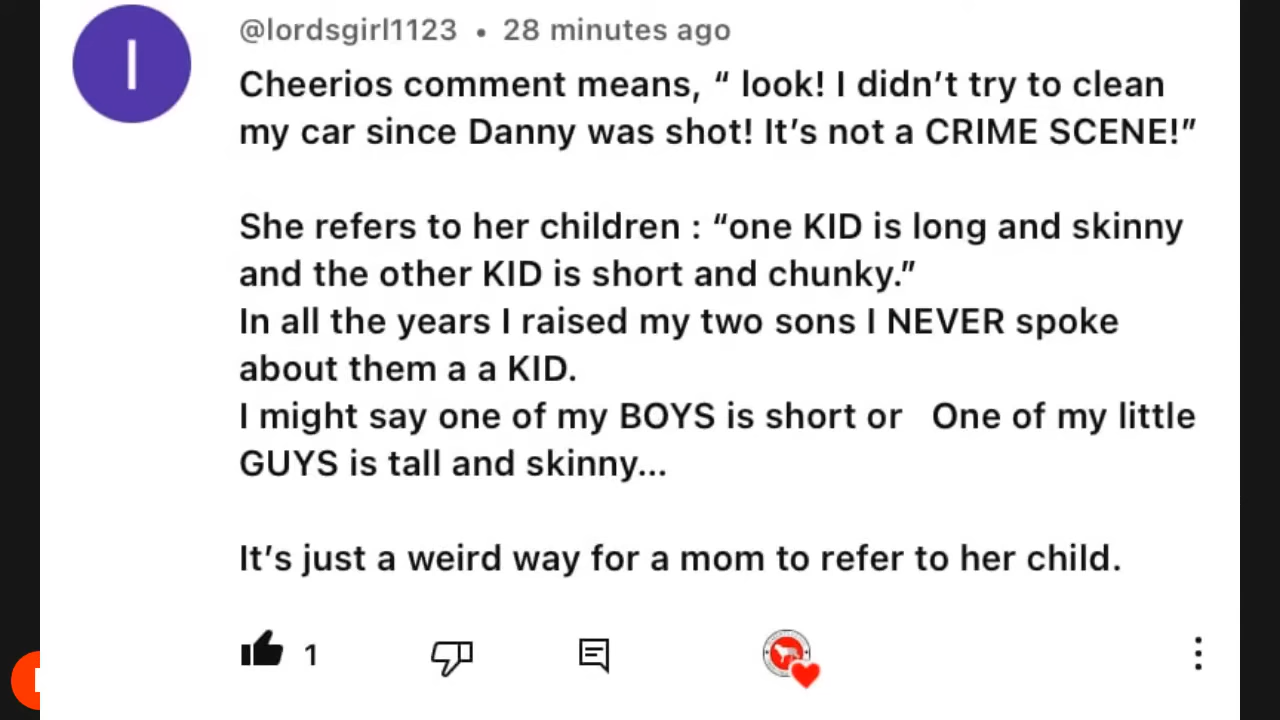 @lordsgirl1123 • 28 minutes ago
Cheerios comment means, “ look! I didn’t try to clean
my car since Danny was shot! It’s not a CRIME SCENE!”
She refers to her children : “one KID is long and skinny
and the other KID is short and chunky.”
In all the years I raised my two sons I NEVER spoke
about them a a KID.
I might say one of my BOYS is short or   One of my little
GUYS is tall and skinny...
It’s just a weird way for a mom to refer to her child.
1